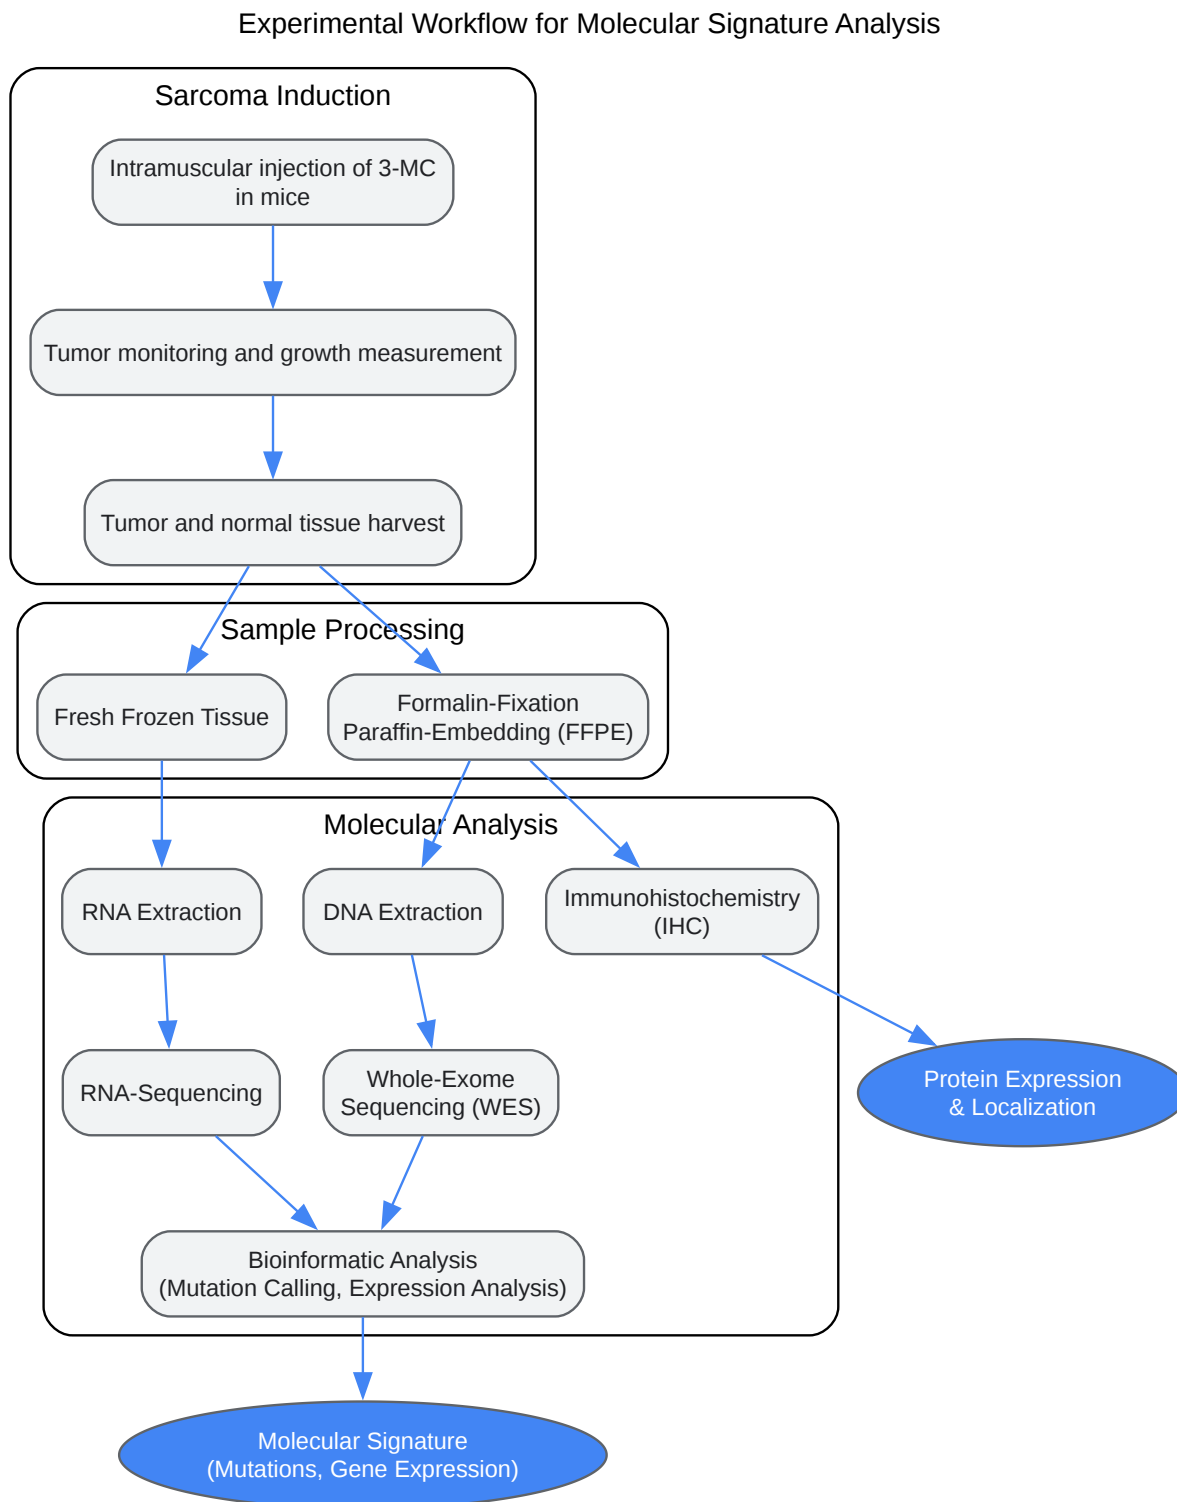 Experimental Workflow for Molecular Signature Analysis
Sarcoma Induction
Intramuscular injection of 3-MC
in mice
Tumor monitoring and growth measurement
Tumor and normal tissue harvest
Sample Processing
Fresh Frozen Tissue
Formalin-Fixation
Paraffin-Embedding (FFPE)
Molecular Analysis
RNA Extraction
DNA Extraction
Immunohistochemistry
(IHC)
RNA-Sequencing
Whole-Exome
Sequencing (WES)
Protein Expression
& Localization
Bioinformatic Analysis
(Mutation Calling, Expression Analysis)
Molecular Signature
(Mutations, Gene Expression)